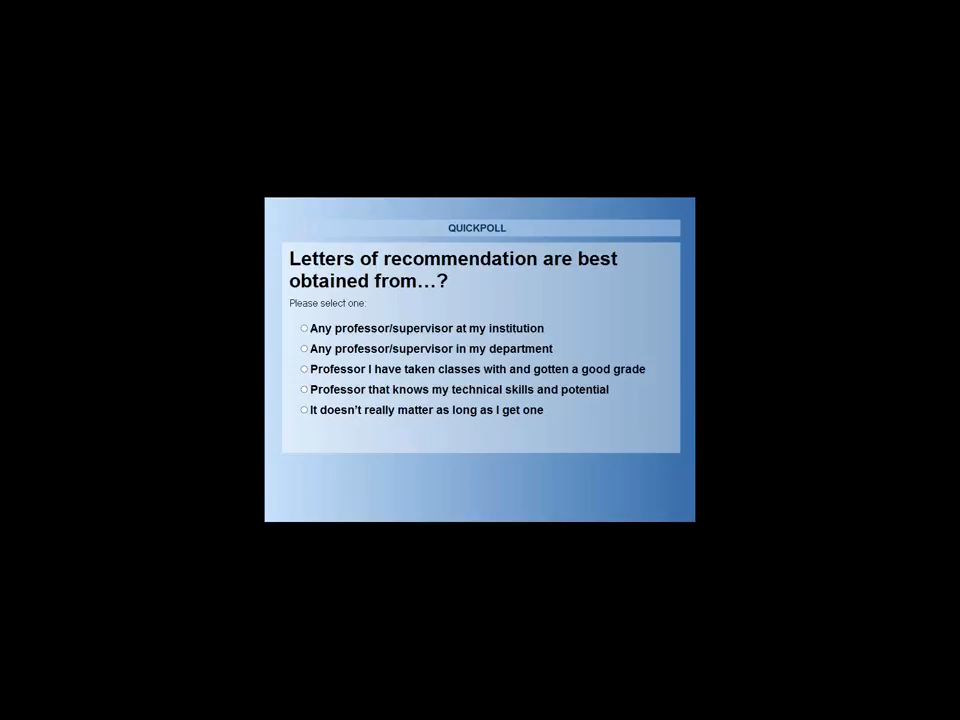 QUICKPOLL
Letters of recommendation are best
obtained from…?
Please select one:
Any professor/supervisor at my institution
Any professor/supervisor in my department
Professor I have taken classes with and gotten a good grade
Professor that knows my technical skills and potential
It doesn't really matter as long as I get one